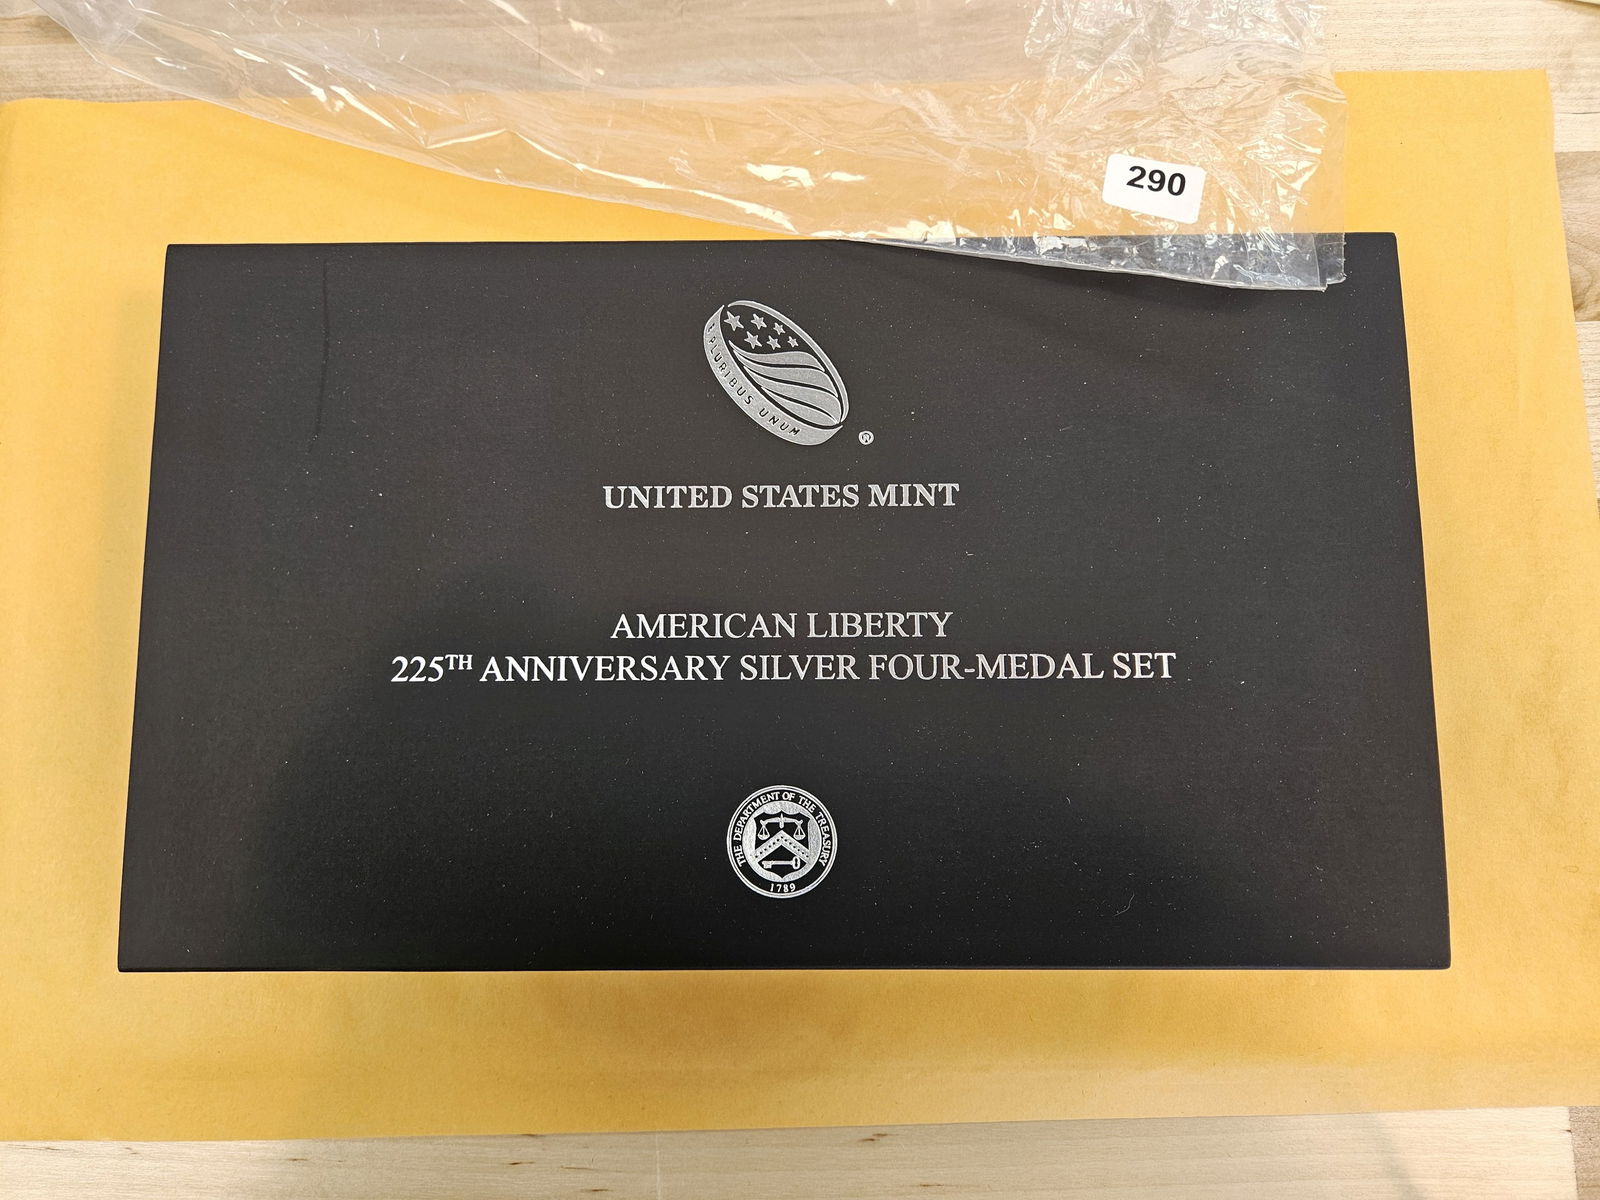 290
PLURIBUS UNUM
®
UNITED STATES MINT
AMERICAN LIBERTY
225TH ANNIVERSARY SILVER FOUR-MEDAL SET
THE DEPARTMENT OF THE TREASURY
1789